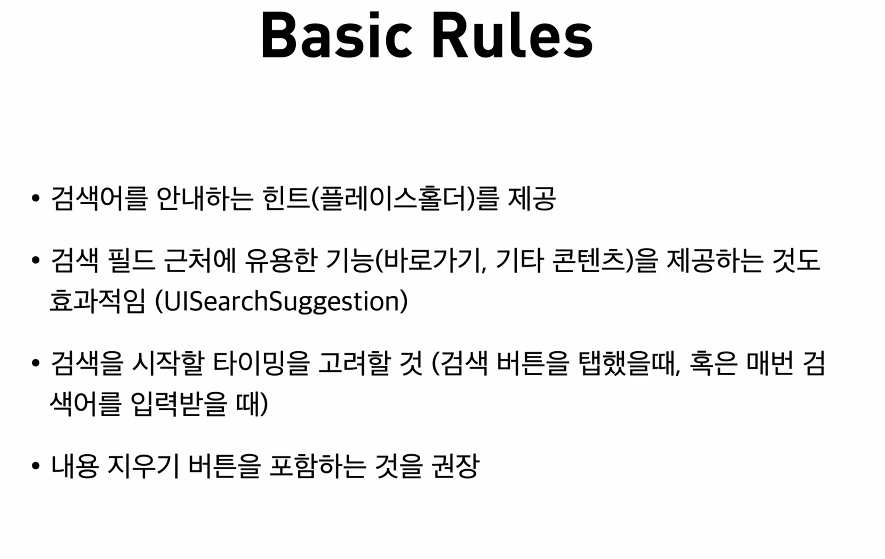 Basic Rules
• 검색어를 안내하는 힌트(플레이스홀더)를 제공
• 검색 필드 근처에 유용한 기능(바로가기, 기타 콘텐츠)을 제공하는 것도
효과적임 (UISearchSuggestion)
• 검색을 시작할 타이밍을 고려할 것 (검색 버튼을 탭했을때, 혹은 매번 검
색어를 입력받을 때)
• 내용 지우기 버튼을 포함하는 것을 권장